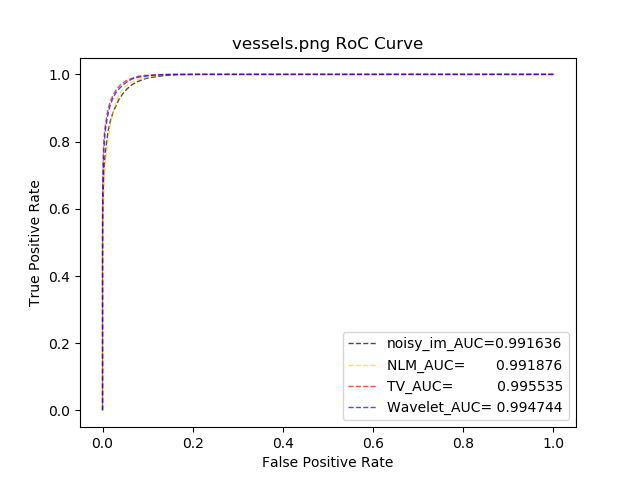 vessels.png RoC Curve
1.0
0.8
0.6
0.4
0.2
0.0
True Positive Rate
noisy_im_AUC=0.991636
NLM_AUC= 0.991876
TV_AUC= 0.995535
Wavelet_AUC= 0.994744
0.0 0.2 0.4 0.6 0.8 1.0
False Positive Rate